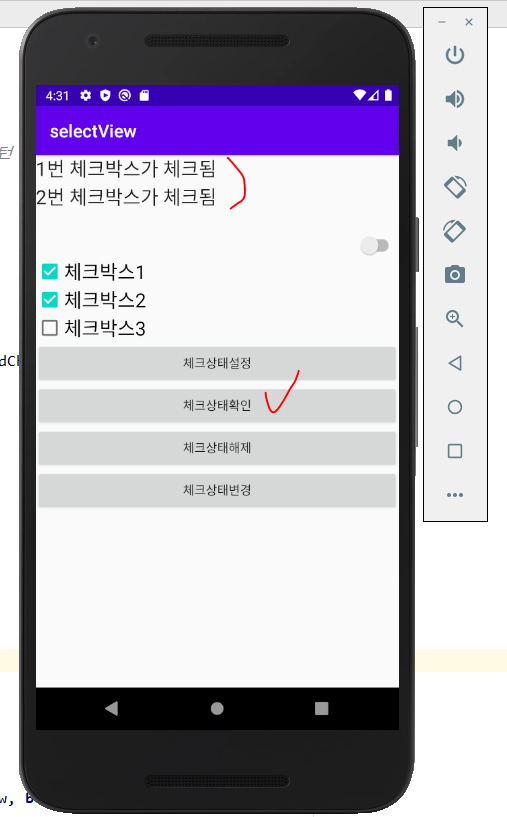 4:31
selectView
턴
1번 체크박스가 체크됨
2번 체크박스가 체크됨
체크박스1
체크박스2
체크박스3
dCh
체크상태설정
체크상태확인
체크상태해제
체크상태변경
w, B